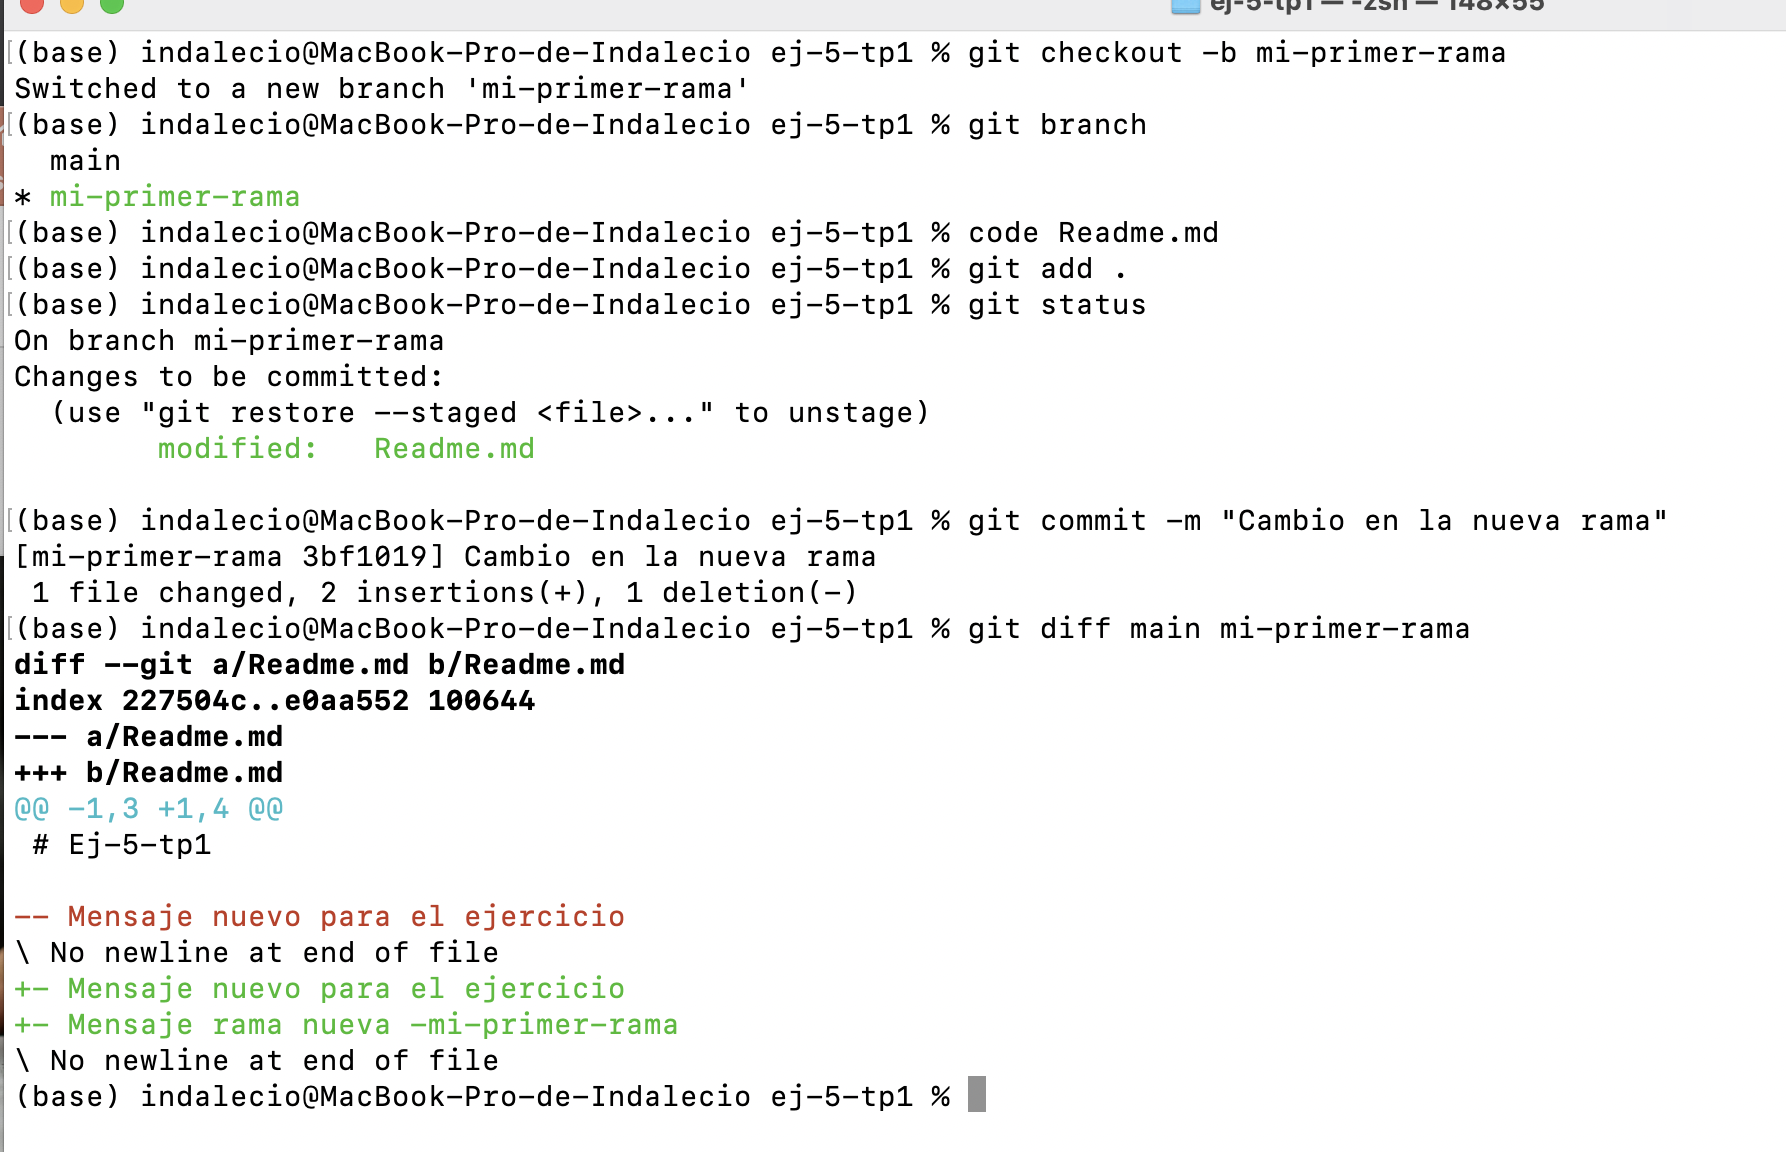 ej-5-tp1 — -zsh — 148×55
(base) indalecio@MacBook-Pro-de-Indalecio ej-5-tp1 % git checkout -b mi-primer-rama
Switched to a new branch 'mi-primer-rama'
(base) indalecio@MacBook-Pro-de-Indalecio ej-5-tp1 % git branch
  main
* mi-primer-rama
(base) indalecio@MacBook-Pro-de-Indalecio ej-5-tp1 % code Readme.md
(base) indalecio@MacBook-Pro-de-Indalecio ej-5-tp1 % git add .
(base) indalecio@MacBook-Pro-de-Indalecio ej-5-tp1 % git status
On branch mi-primer-rama
Changes to be committed:
  (use "git restore --staged <file>..." to unstage)
        modified:   Readme.md
(base) indalecio@MacBook-Pro-de-Indalecio ej-5-tp1 % git commit -m "Cambio en la nueva rama"
[mi-primer-rama 3bf1019] Cambio en la nueva rama
 1 file changed, 2 insertions(+), 1 deletion(-)
(base) indalecio@MacBook-Pro-de-Indalecio ej-5-tp1 % git diff main mi-primer-rama
diff --git a/Readme.md b/Readme.md
index 227504c..e0aa552 100644
--- a/Readme.md
+++ b/Readme.md
@@ -1,3 +1,4 @@
 # Ej-5-tp1
-- Mensaje nuevo para el ejercicio
\ No newline at end of file
+- Mensaje nuevo para el ejercicio
+- Mensaje rama nueva -mi-primer-rama
\ No newline at end of file
(base) indalecio@MacBook-Pro-de-Indalecio ej-5-tp1 %